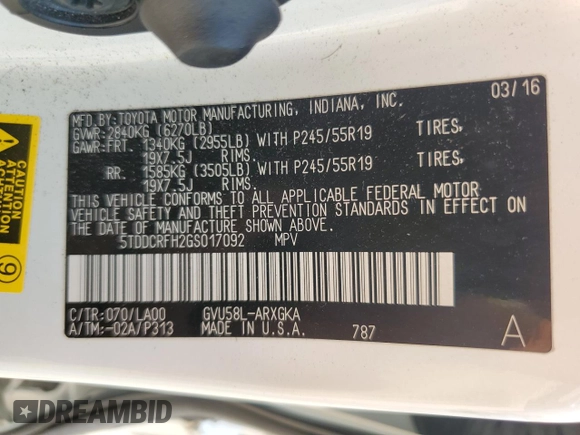 MFD.BY:TOYOTA MOTOR MANUFACTURING, INDIANA, INC. 03/16
GVWR:2840KG (6270LB)
GAWR:FRT. 1340KG (2955LB) WITH P245/55R19 TIRES,
19X7.5J RIMS.
RR. 1585KG (3505LB) WITH P245/55R19 TIRES,
19X7.5J RIMS.
THIS VEHICLE CONFORMS TO ALL APPLICABLE FEDERAL MOTOR
VEHICLE SAFETY AND THEFT PREVENTION STANDARDS IN EFFECT ON
THE DATE OF MANUFACTURE SHOWN ABOVE.
5TDDCRFH2GS017092 MPV
C/TR:070/LA00 GVU58L-ARXGKA
A/TM:-02A/P313 MADE IN U.S.A. 787 A
CAUTION
ATTENTION
9
DREAMBID